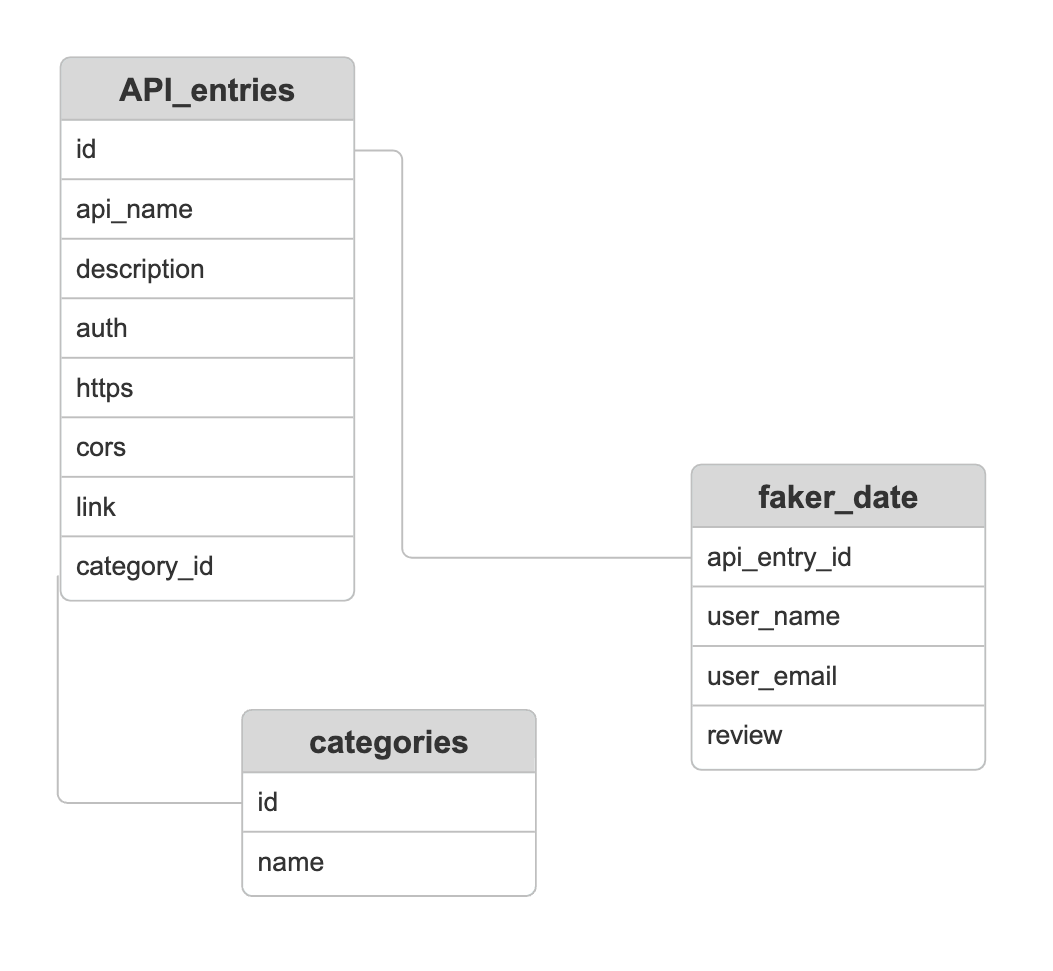 API_entries
id
api_name
description
auth
https
cors
link
category_id
faker_date
api_entry_id
user_name
user_email
review
categories
id
name